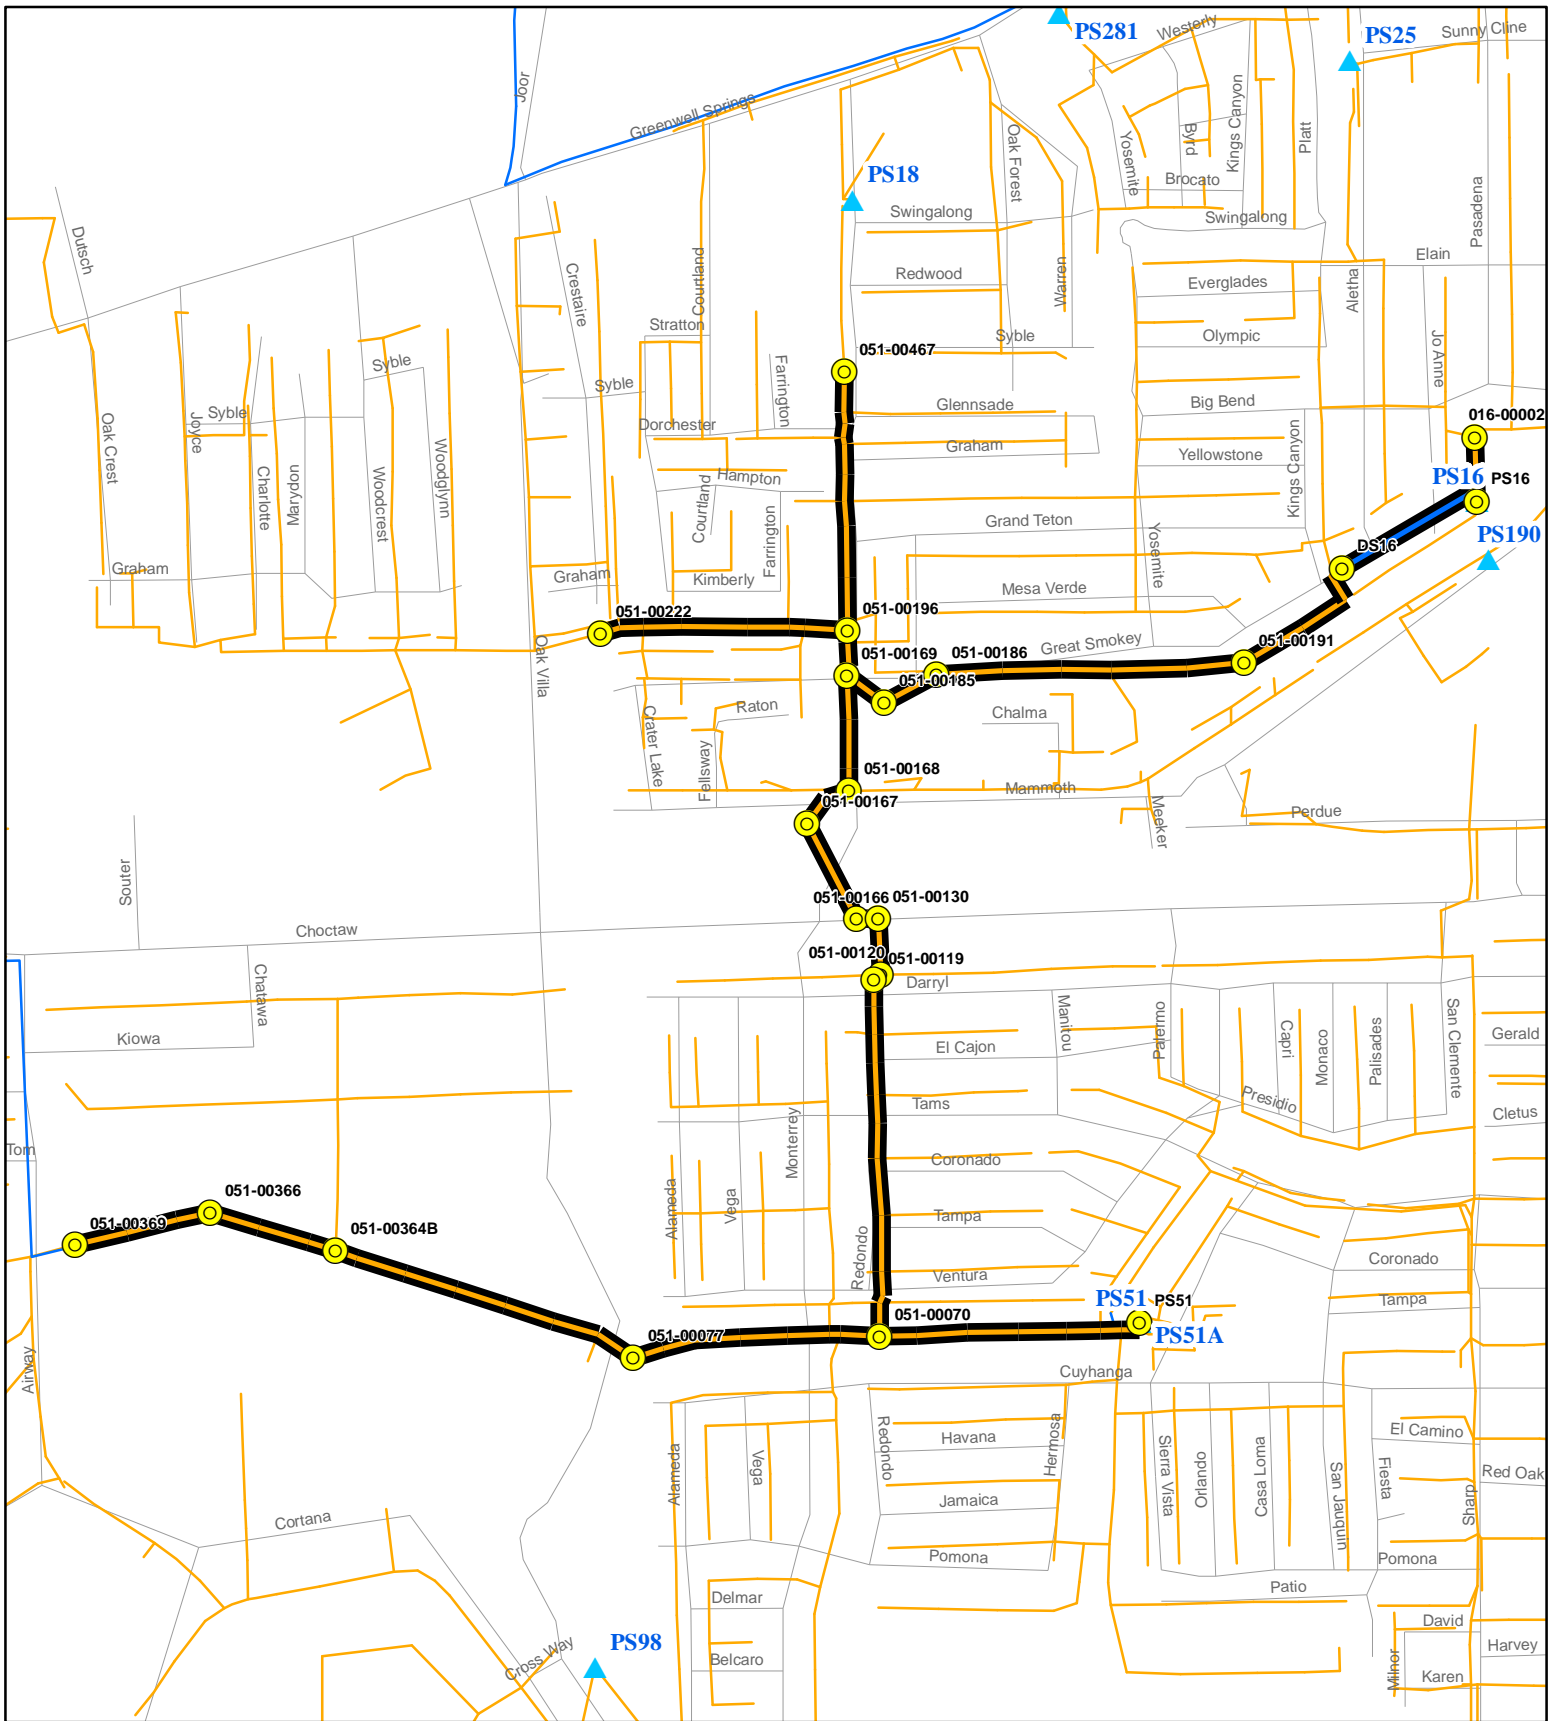 PS281
Westerly
PS25
Sunny Cline
Joor
Greenwell Springs
Oak Forest
Yosemite
Byrd
Kings Canyon
Platt
PS18
Brocato
Pasadena
Swingalong
Swingalong
Dutsch
Crestaire
Courtland
Redwood
Warren
Everglades
Aletha
Elain
Stratton
Syble
Olympic
Jo Anne
051-00467
Syble
Syble
Farrington
Glennsade
Big Bend
016-00002
Oak Crest
Joyce
Syble
Dorchester
Graham
Yellowstone
Kings Canyon
Charlotte
Marydon
Woodcrest
Woodglynn
Hampton
Courtland
Farrington
PS16
PS16
Grand Teton
Yosemite
DS16
PS190
Graham
Graham
Kimberly
Mesa Verde
051-00222
051-00196
Great Smokey
051-00191
Oak Villa
051-00169
051-00186
051-00185
Crater Lake
Raton
Chalma
Fellsway
051-00168
Mammoth
051-00167
Meeker
Perdue
Souter
051-00166
051-00130
Choctaw
051-00120
051-00119
Darryl
Chatawa
Manitou
Palermo
Capri
Monaco
Palisades
San Clemente
Kiowa
El Cajon
Gerald
Tams
Presidio
Cletus
Tom
Monterrey
Coronado
Alameda
Vega
051-00366
051-00369
051-00364B
Tampa
Redondo
Coronado
Ventura
PS51
PS51
Tampa
051-00070
PS51A
051-00077
Airway
Cuyhanga
Alameda
Vega
Redondo
Havana
Hermosa
Sierra Vista
Orlando
Casa Loma
San Jauquin
Fiesta
El Camino
Red Oak
Jamaica
Sharp
Cortana
Pomona
Pomona
Patio
Delmar
David
Cross Way
PS98
Belcaro
Harvey
Milnor
Karen